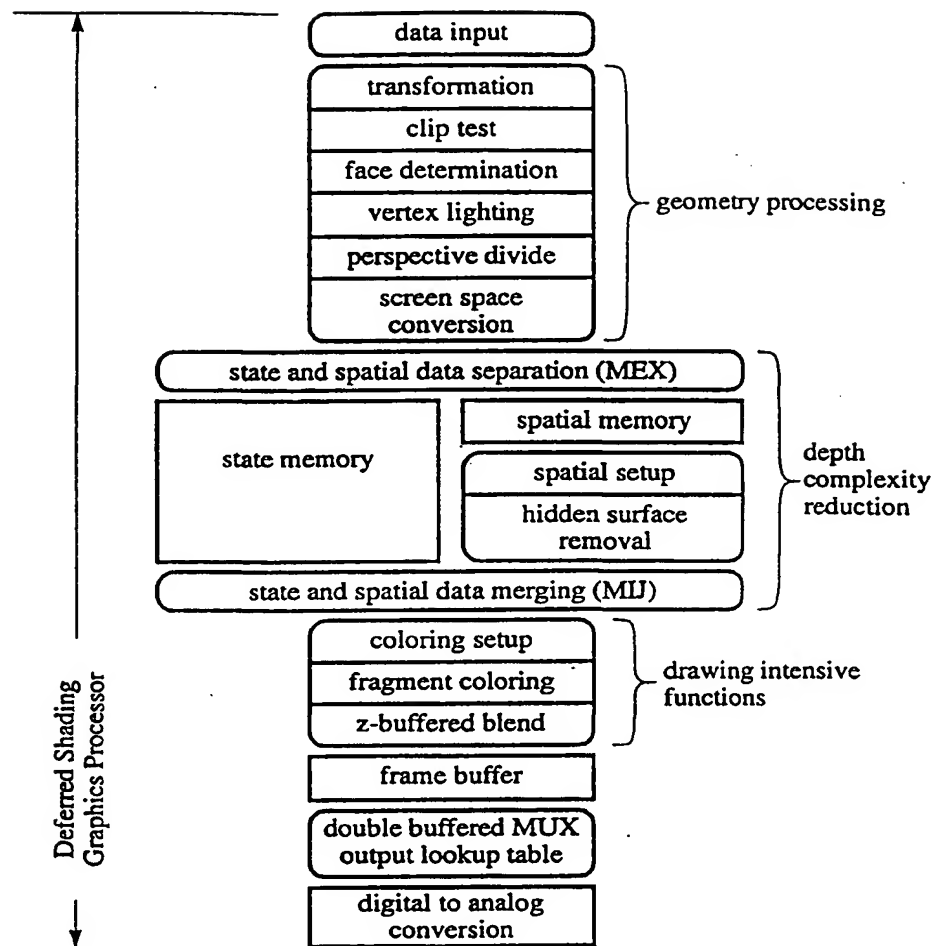 data input
transformation
clip test
face determination
vertex lighting
perspective divide
screen space
conversion
geometry processing
state and spatial data separation (MEX)
state memory
spatial memory
spatial setup
hidden surface
removal
depth
complexity
reduction
state and spatial data merging (MIJ)
coloring setup
fragment coloring
z-buffered blend
drawing intensive
functions
frame buffer
double buffered MUX
output lookup table
digital to analog
conversion
Deferred Shading
Graphics Processor